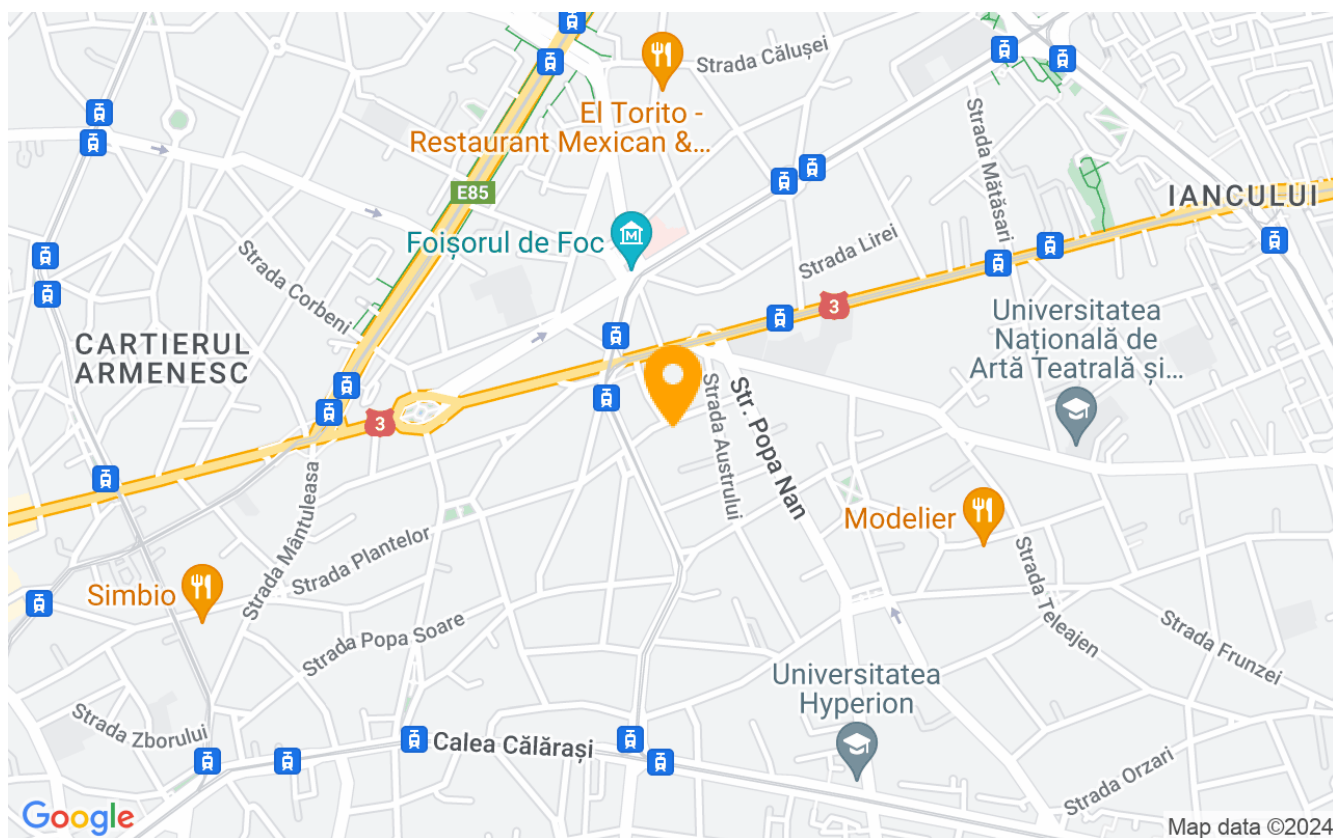 Strada Călușei
El Torito -
Restaurant Mexican &...
E85
Strada Mătăsari
IANCULUI
Foișorul de Foc
Strada Lirei
Strada Corbeni
3
Universitatea
Națională de
Artă Teatrală și...
CARTIERUL
ARMENESC
3
Strada Austrului
Str. Popa Nan
Strada Mântuleasa
Strada Plantelor
Modelier
Simbio
Strada Popa Soare
Strada Teleajen
Strada Frunzei
Universitatea
Hyperion
Strada Zborului
Calea Călărași
Strada Orzari
Google
Map data ©2024